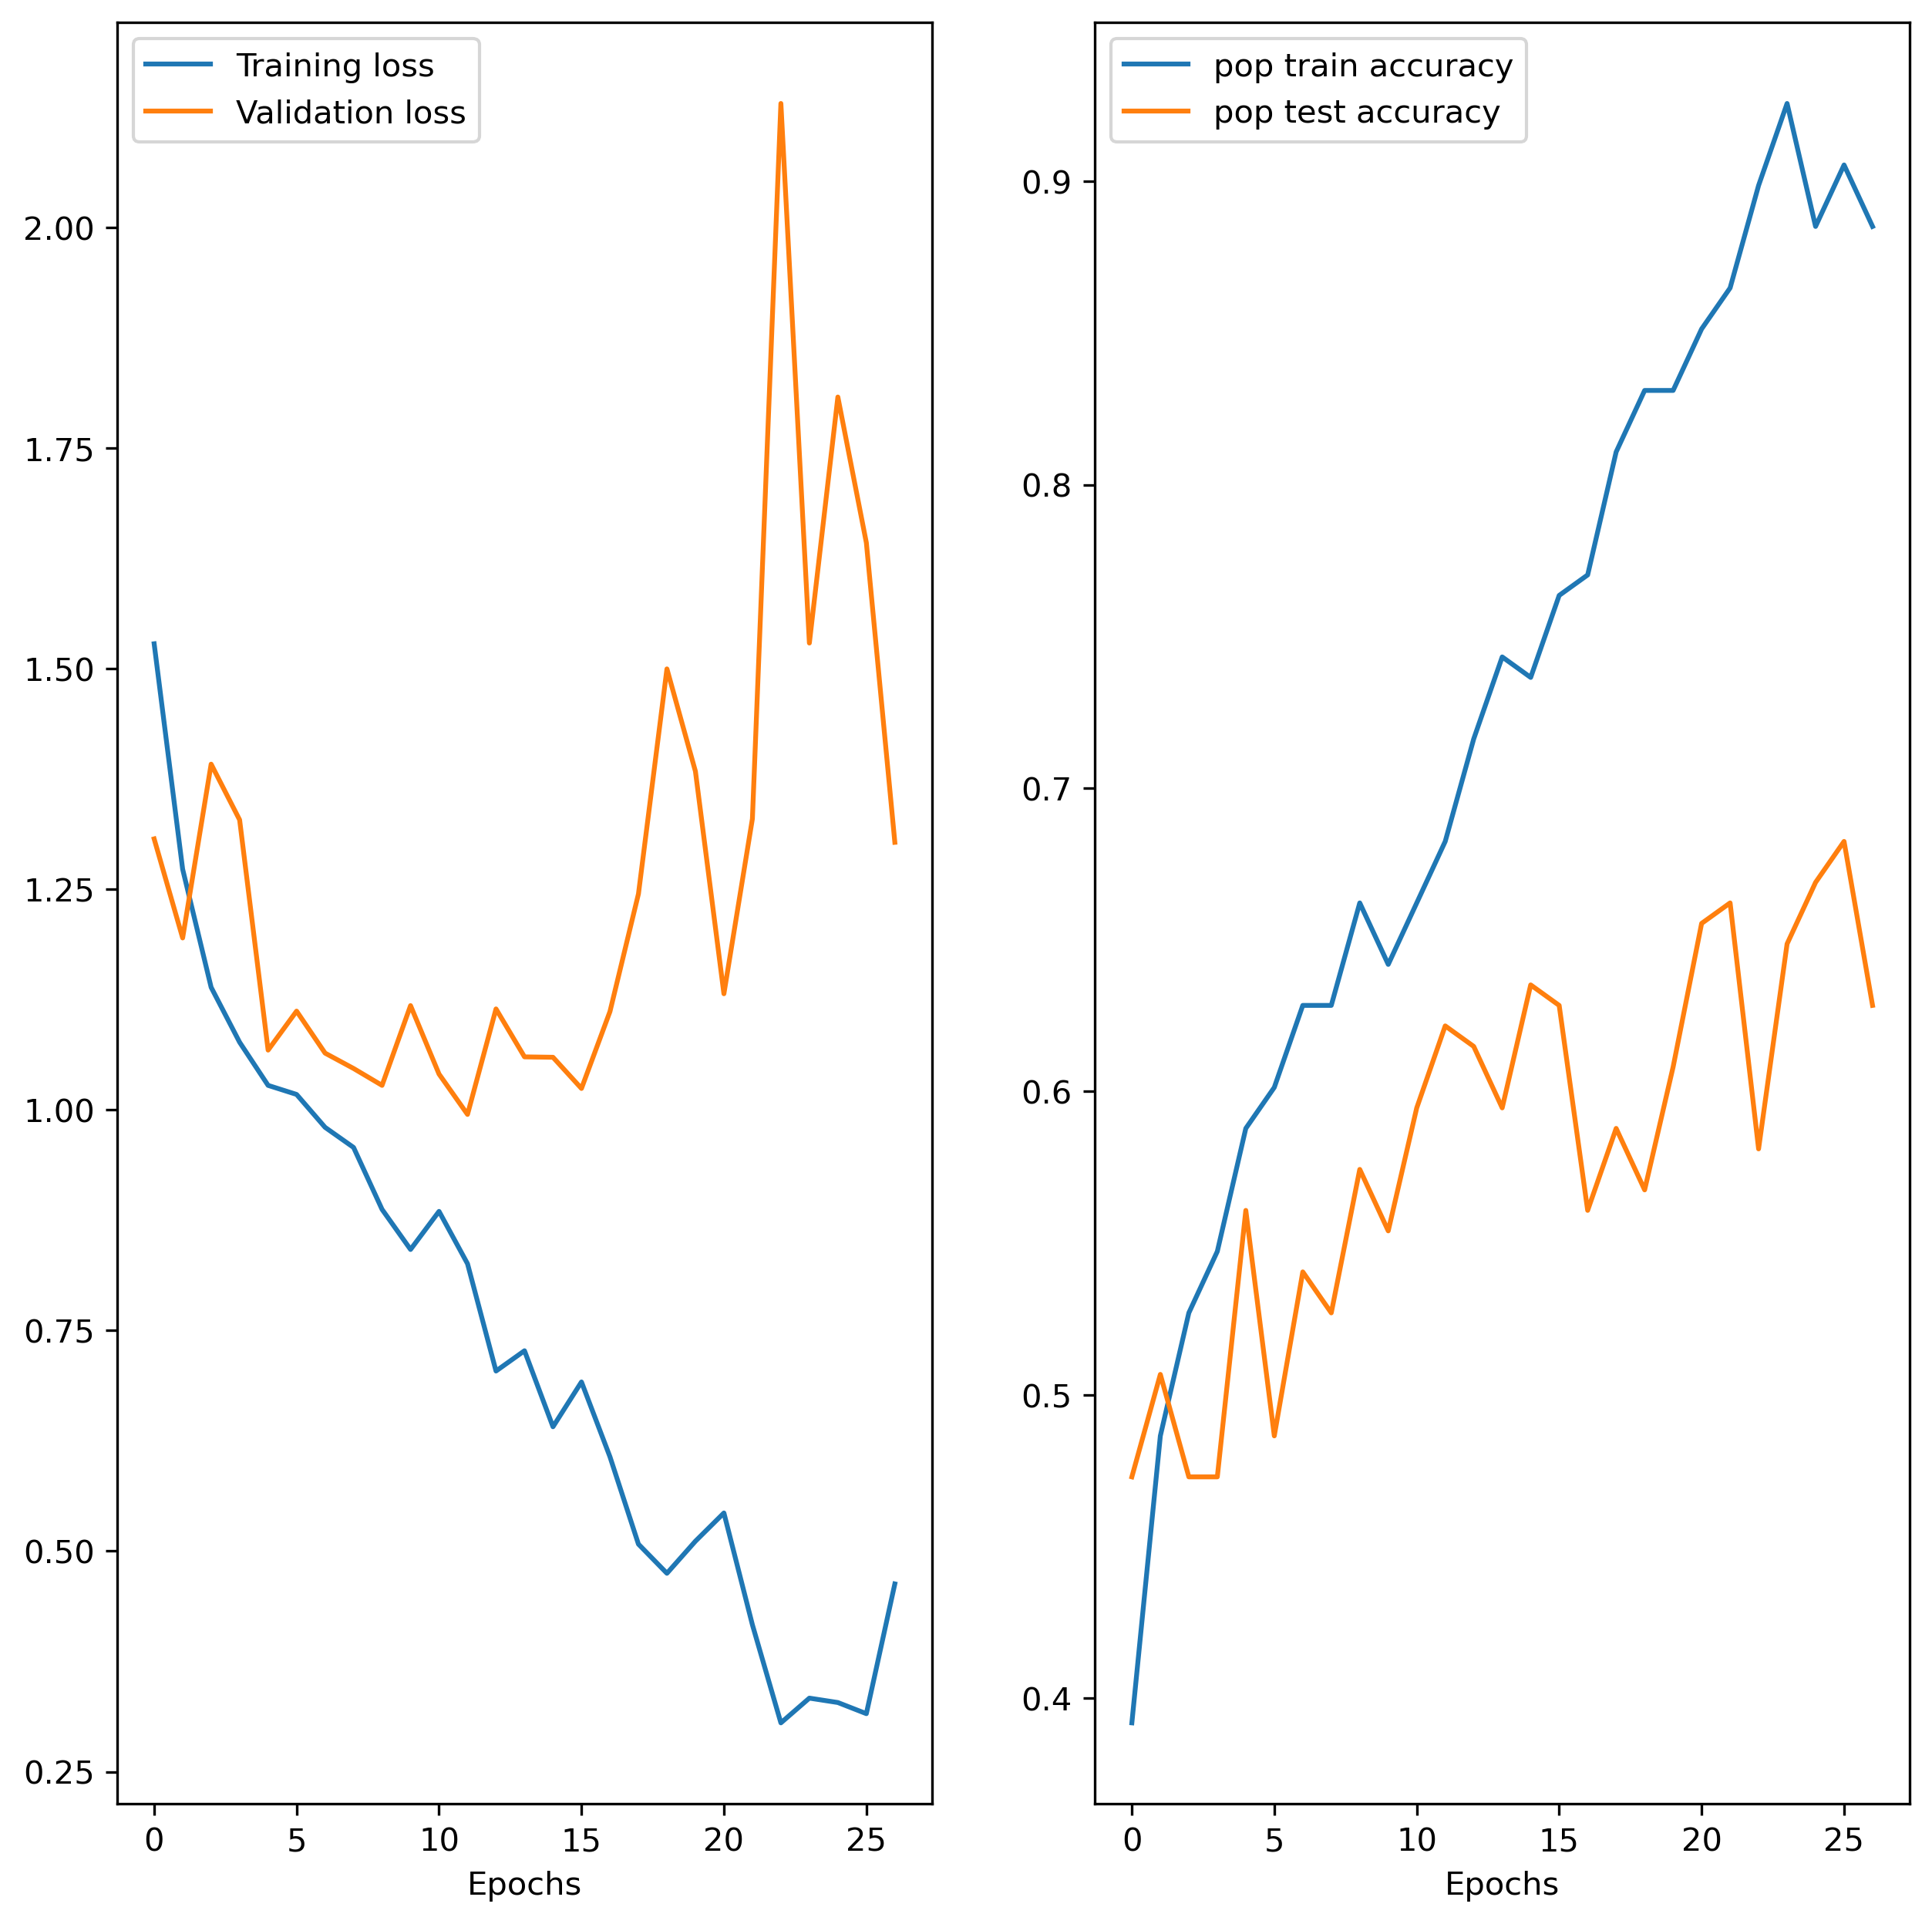 Training loss
Validation loss
2.00
1.75
1.50
1.25
1.00
0.75
0.50
0.25
0 5 10 15 20 25
Epochs
pop train accuracy
pop test accuracy
0.9
0.8
0.7
0.6
0.5
0.4
0 5 10 15 20 25
Epochs